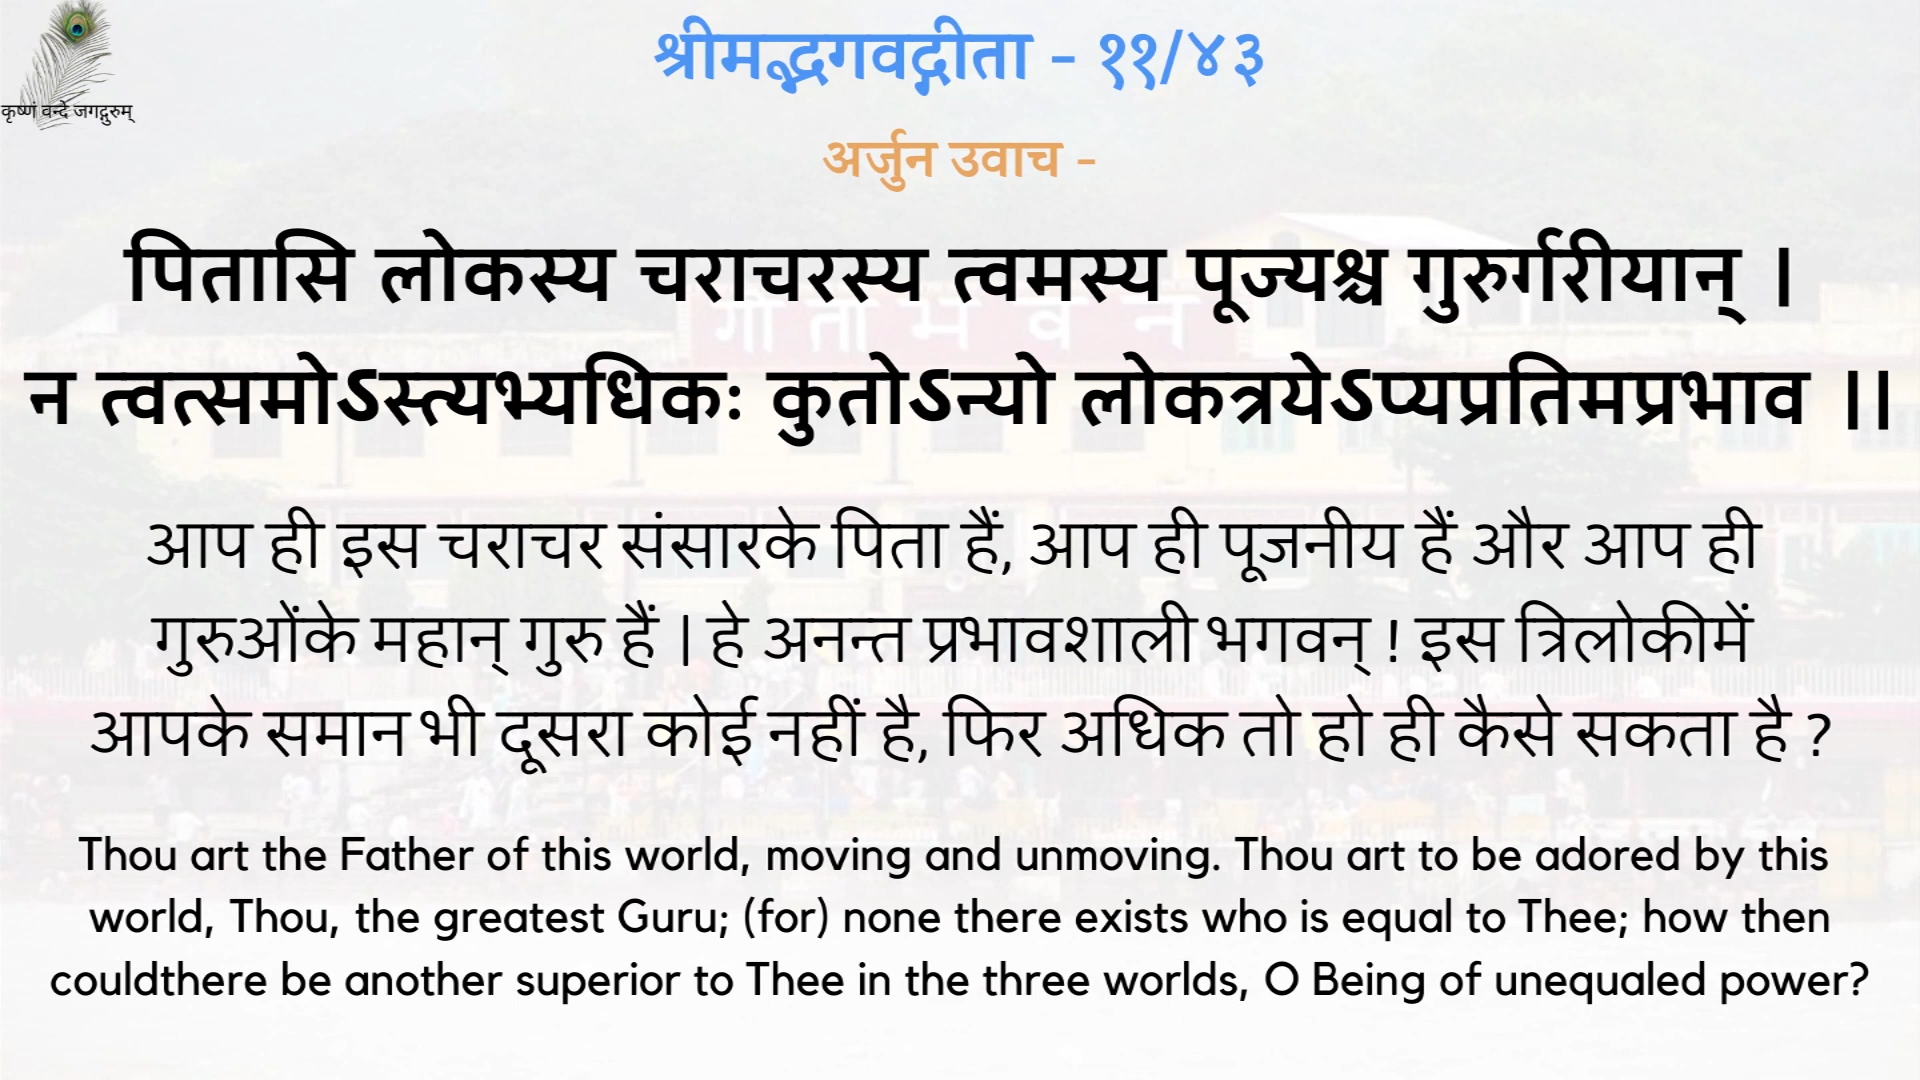 श्रीमद्भगवद्गीता - ११/४३
कृष्णं वन्दे जगद्गुरुम्
अर्जुन उवाच -
पितासि लोकस्य चराचरस्य त्वमस्य पूज्यश्च गुरुर्गरीयान् ।
गीता भवन
न त्वत्समोऽस्त्यभ्यधिकः कुतोऽन्यो लोकत्रयेऽप्यप्रतिमप्रभाव ।।
आप ही इस चराचर संसारके पिता हैं, आप ही पूजनीय हैं और आप ही
गुरुओंके महान् गुरु हैं | हे अनन्त प्रभावशाली भगवन् ! इस त्रिलोकीमें
आपके समान भी दूसरा कोई नहीं है, फिर अधिक तो हो ही कैसे सकता है ?
Thou art the Father of this world, moving and unmoving. Thou art to be adored by this
world, Thou, the greatest Guru; (for) none there exists who is equal to Thee; how then
couldthere be another superior to Thee in the three worlds, O Being of unequaled power?